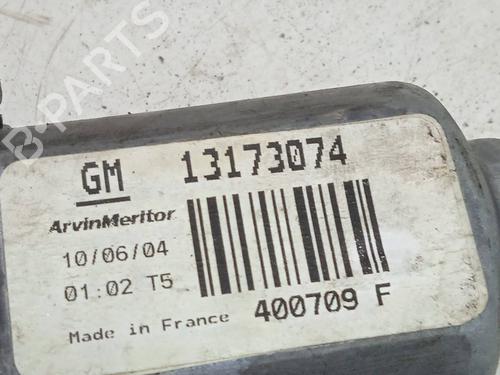 B-PARTS
GM 13173074
ArvinMeritor
10/06/04
01:02 T5
400709 F
Made in France